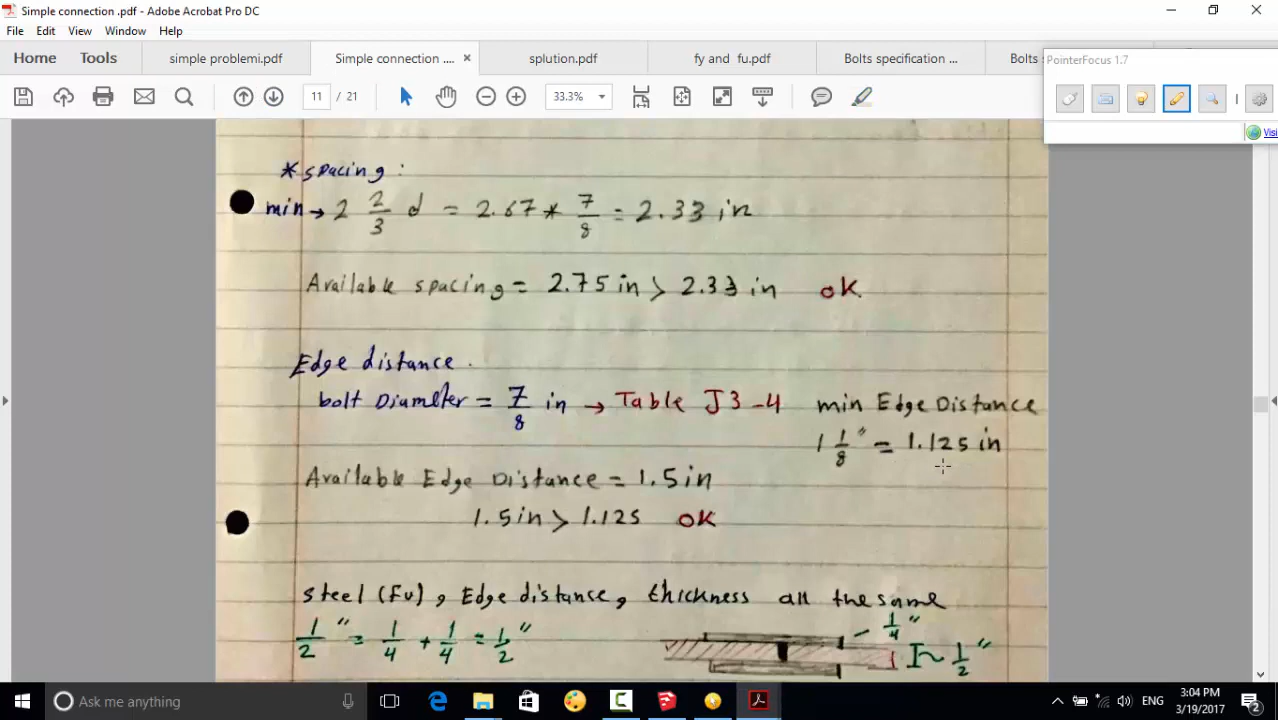 Simple connection .pdf - Adobe Acrobat Pro DC
File Edit View Window Help
Home Tools simple problemi.pdf Simple connection .... × splution.pdf fy and fu.pdf Bolts specification ... Bolts
PointerFocus 1.7
11 / 21 33.3%
Visi
* spacing :
min → 2 2/3 d = 2.67 * 7/8 = 2.33 in
Available spacing = 2.75 in > 2.33 in ok.
Edge distance.
bolt Diameter = 7/8 in → Table J3-4 min Edge Distance
1 1/8" = 1.125 in
Available Edge Distance = 1.5 in
1.5 in > 1.125 ok
steel (Fu), Edge distance, thickness all the same
1/2" = 1/4 + 1/4 = 1/2"
1/4"
1/2"
Ask me anything
ENG
3:04 PM
3/19/2017
2